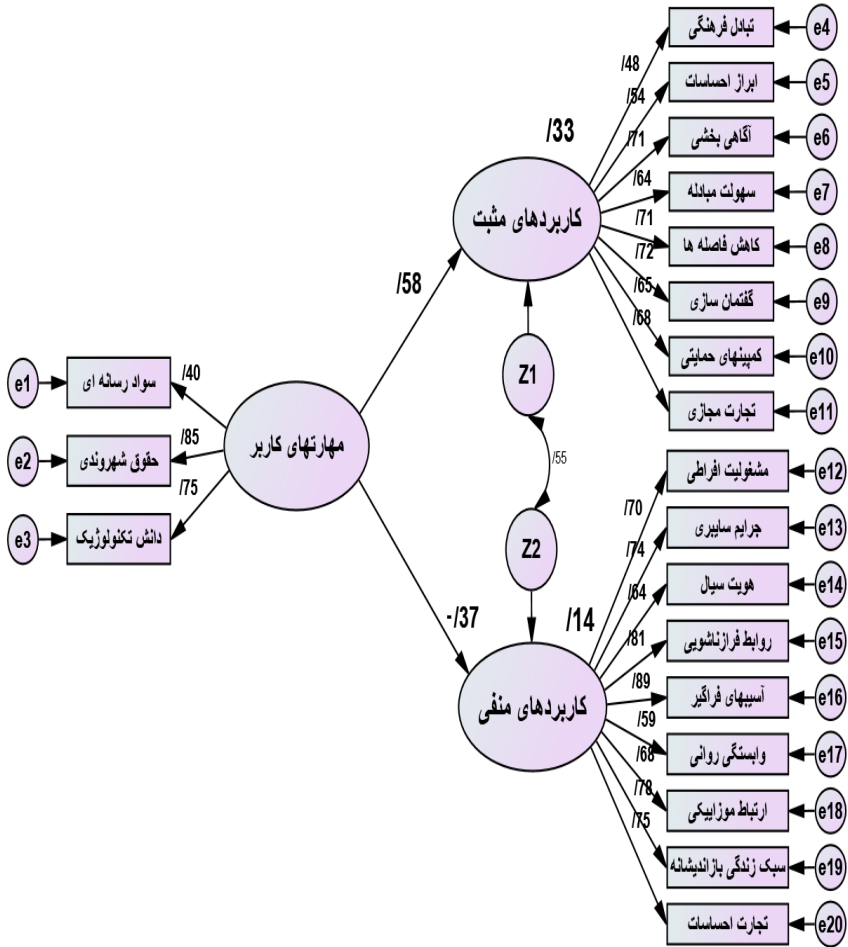 تبادل فرهنگی
e4
/48
ابراز احساسات
e5
/54
آگاهی بخشی
e6
/71
سهولت مبادله
e7
/64
کاهش فاصله ها
e8
/71
گفتمان سازی
e9
/72
کمپینهای حمایتی
e10
/65
تجارت مجازی
e11
/68
/33
کاربردهای مثبت
/58
Z1
/55
Z2
e1
سواد رسانه ای
/40
e2
حقوق شهروندی
/85
e3
دانش تکنولوژیک
/75
مهارتهای کاربر
-/37
/14
کاربردهای منفی
مشغولیت افراطی
e12
/70
جرایم سایبری
e13
/74
هویت سیال
e14
/64
روابط فرازناشویی
e15
/81
آسیبهای فراگیر
e16
/89
وابستگی روانی
e17
/59
ارتباط موزاییکی
e18
/68
سبک زندگی بازاندیشانه
e19
/78
تجارت احساسات
e20
/75